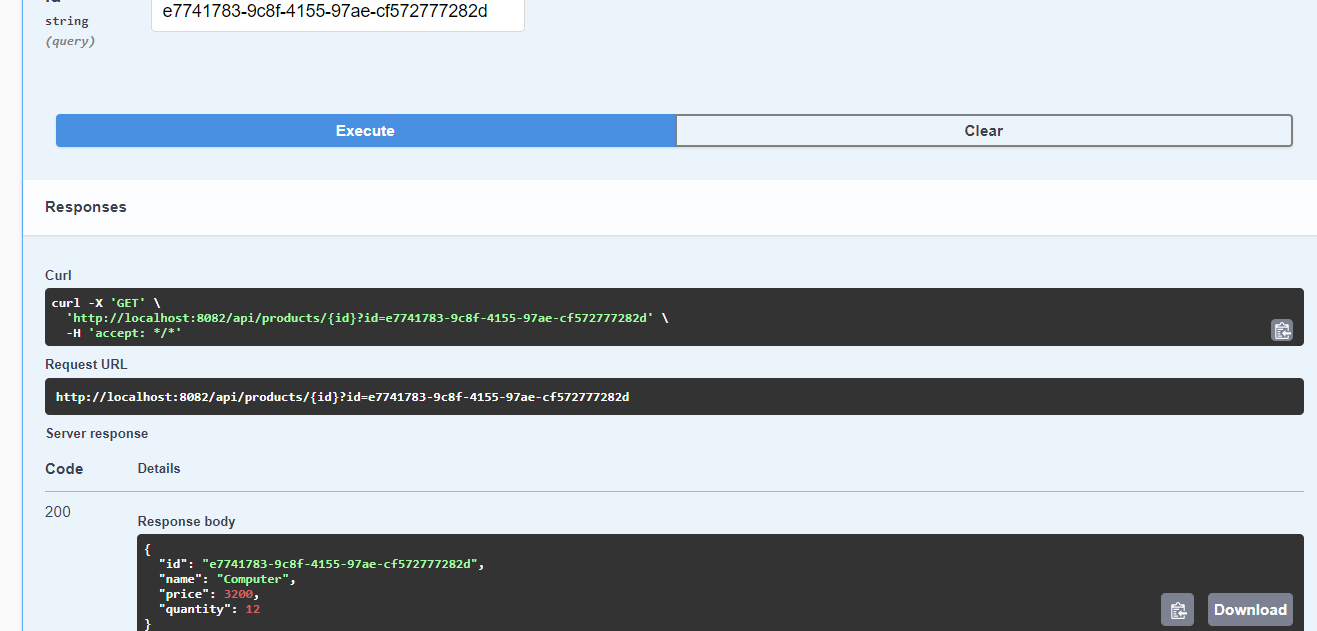 string
e7741783-9c8f-4155-97ae-cf572777282d
(query)
Execute
Clear
Responses
Curl
curl -X 'GET' \
  'http://localhost:8082/api/products/{id}?id=e7741783-9c8f-4155-97ae-cf572777282d' \
  -H 'accept: */*'
Request URL
http://localhost:8082/api/products/{id}?id=e7741783-9c8f-4155-97ae-cf572777282d
Server response
Code Details
200
Response body
{
  "id": "e7741783-9c8f-4155-97ae-cf572777282d",
  "name": "Computer",
  "price": 3200,
  "quantity": 12
}
Download